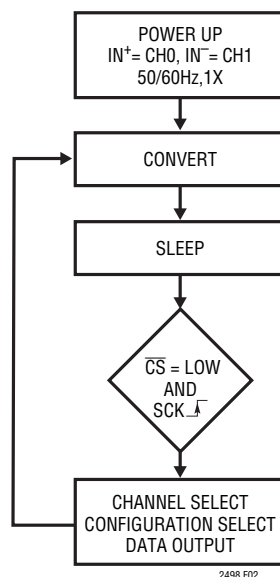 POWER UP
IN⁺= CH0, IN⁻= CH1
50/60Hz,1X
CONVERT
SLEEP
C̅S̅ = LOW
AND
SCK
CHANNEL SELECT
CONFIGURATION SELECT
DATA OUTPUT
2498 F02